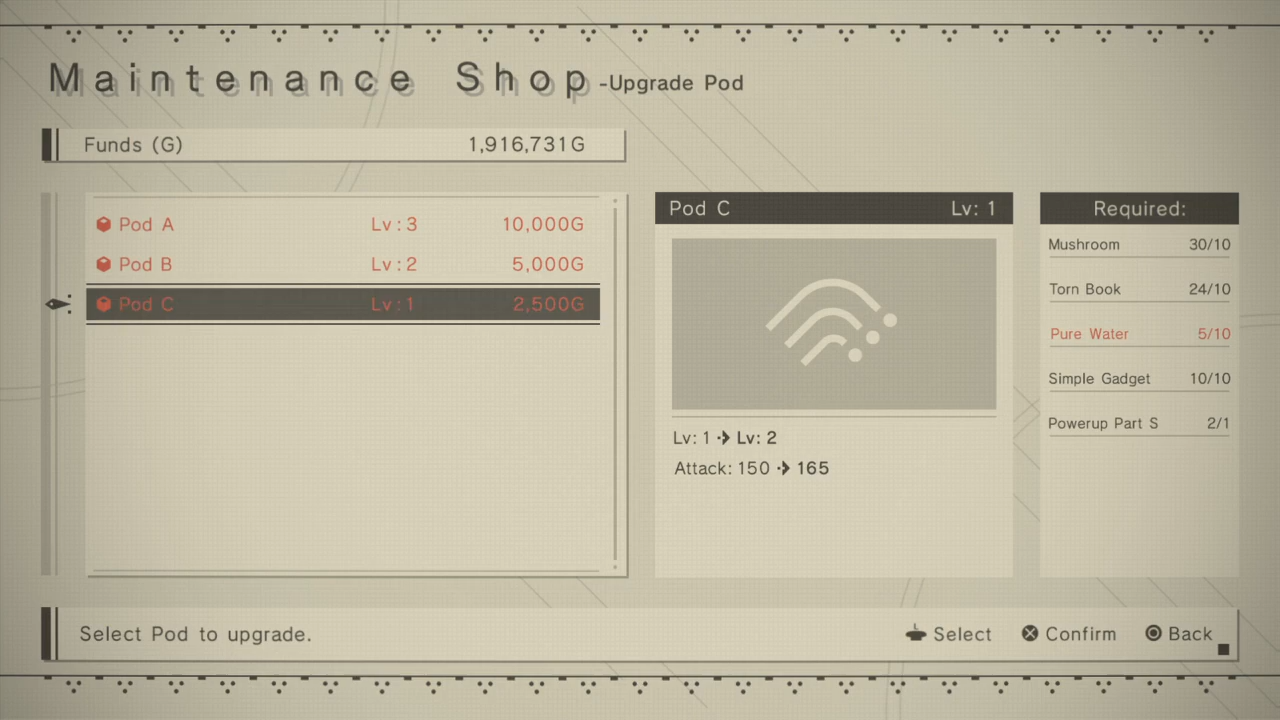 Maintenance Shop -Upgrade Pod
Funds (G) 1,916,731G
Pod A Lv:3 10,000G
Pod B Lv:2 5,000G
Pod C Lv:1 2,500G
Pod C Lv: 1
Lv: 1 Lv: 2
Attack: 150 165
Required:
Mushroom 30/10
Torn Book 24/10
Pure Water 5/10
Simple Gadget 10/10
Powerup Part S 2/1
Select Pod to upgrade.
Select Confirm Back